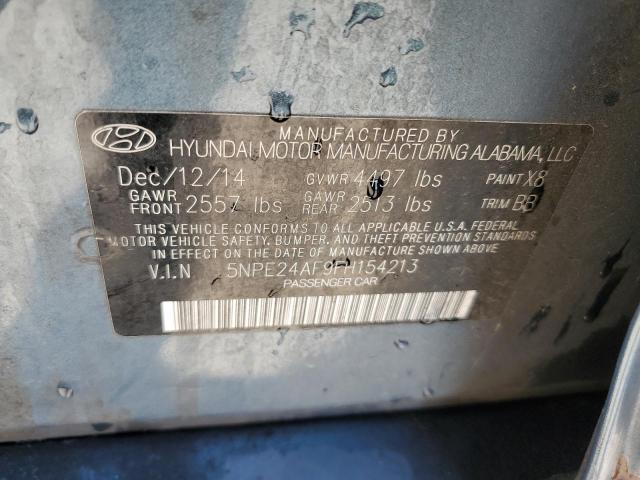 MANUFACTURED BY
HYUNDAI MOTOR MANUFACTURING ALABAMA, LLC
Dec/12/14 GVWR 4497 lbs PAINT X8
GAWR FRONT 2557 lbs GAWR REAR 2513 lbs TRIM BB
THIS VEHICLE CONFORMS TO ALL APPLICABLE U.S.A. FEDERAL
MOTOR VEHICLE SAFETY, BUMPER, AND THEFT PREVENTION STANDARDS
IN EFFECT ON THE DATE OF MANUFACTURE SHOWN ABOVE.
V.I.N 5NPE24AF9FH154213
PASSENGER CAR